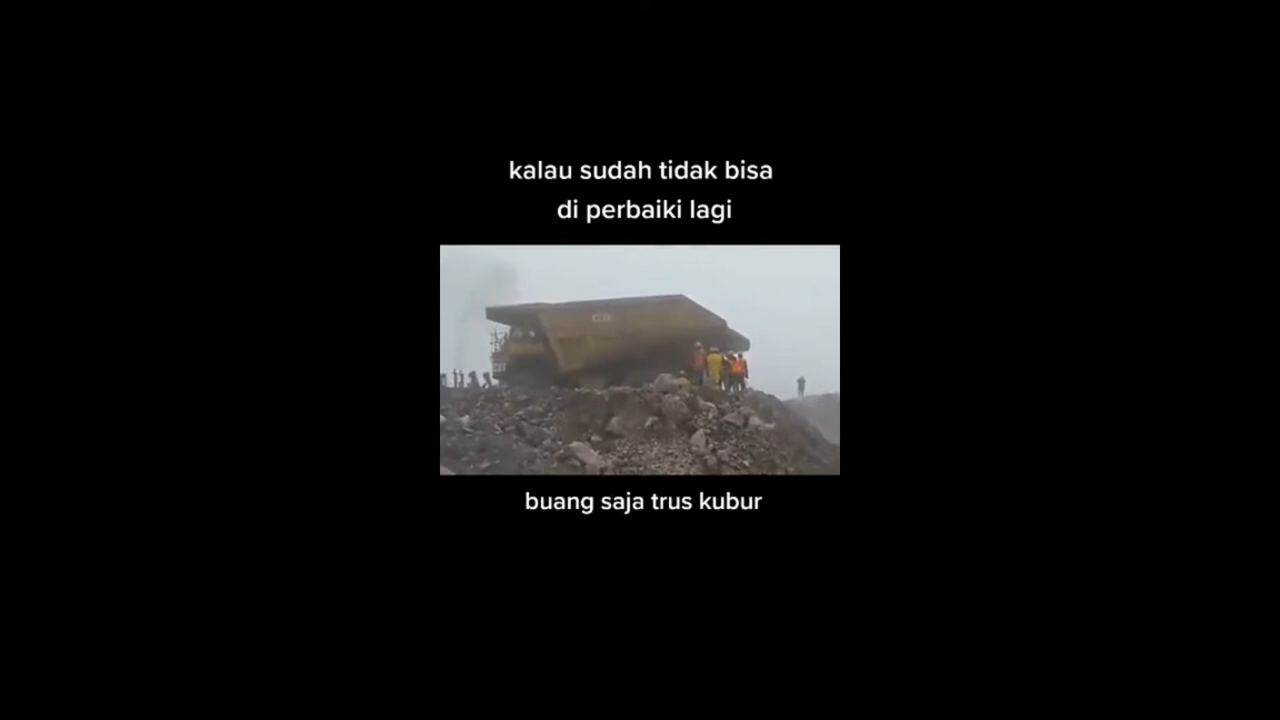 kalau sudah tidak bisa
di perbaiki lagi
buang saja trus kubur